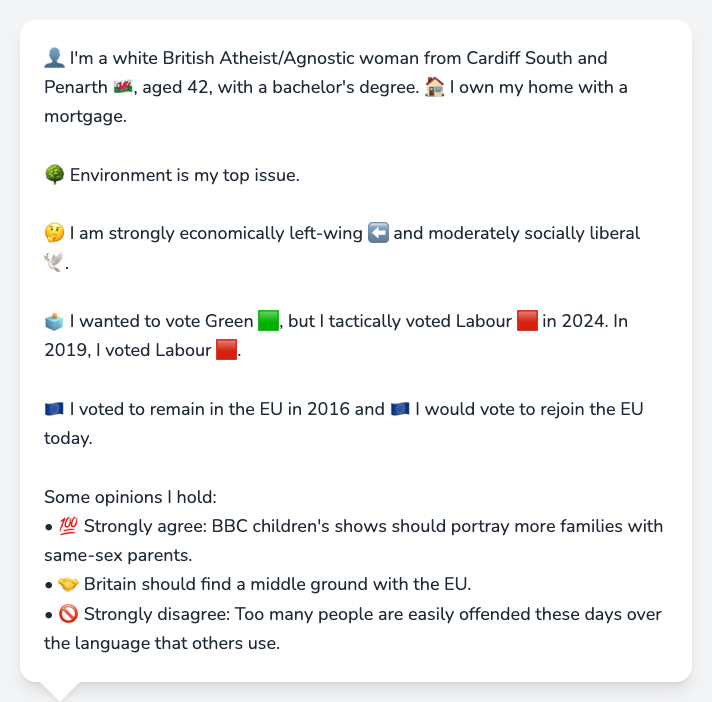 👤 I'm a white British Atheist/Agnostic woman from Cardiff South and
Penarth 🏴󠁧󠁢󠁷󠁬󠁳󠁿, aged 42, with a bachelor's degree. 🏠 I own my home with a
mortgage.
🌳 Environment is my top issue.
🤔 I am strongly economically left-wing ⬅️ and moderately socially liberal
🕊️.
🗳️ I wanted to vote Green 🟩, but I tactically voted Labour 🟥 in 2024. In
2019, I voted Labour 🟥.
🇪🇺 I voted to remain in the EU in 2016 and 🇪🇺 I would vote to rejoin the EU
today.
Some opinions I hold:
• 💯 Strongly agree: BBC children's shows should portray more families with
same-sex parents.
• 🤝 Britain should find a middle ground with the EU.
• 🚫 Strongly disagree: Too many people are easily offended these days over
the language that others use.